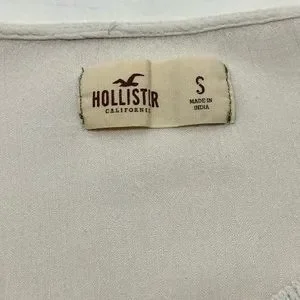 HOLLISTER
CALIFORNIA
S
MADE IN
INDIA